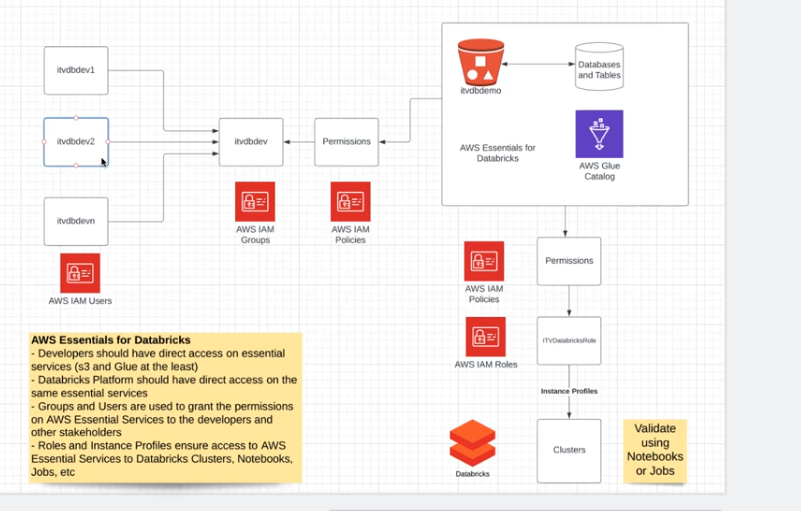 itvdbdev1
itvdbdev2
itvdbdevn
AWS IAM Users
itvdbdev
AWS IAM
Groups
Permissions
AWS IAM
Policies
itvdbdemo
Databases
and Tables
AWS Essentials for
Databricks
AWS Glue
Catalog
Permissions
AWS IAM
Policies
ITVDatabricksRole
AWS IAM Roles
Instance Profiles
Clusters
Databricks
Validate
using
Notebooks
or Jobs
AWS Essentials for Databricks
- Developers should have direct access on essential
services (s3 and Glue at the least)
- Databricks Platform should have direct access on the
same essential services
- Groups and Users are used to grant the permissions
on AWS Essential Services to the developers and
other stakeholders
- Roles and Instance Profiles ensure access to AWS
Essential Services to Databricks Clusters, Notebooks,
Jobs, etc